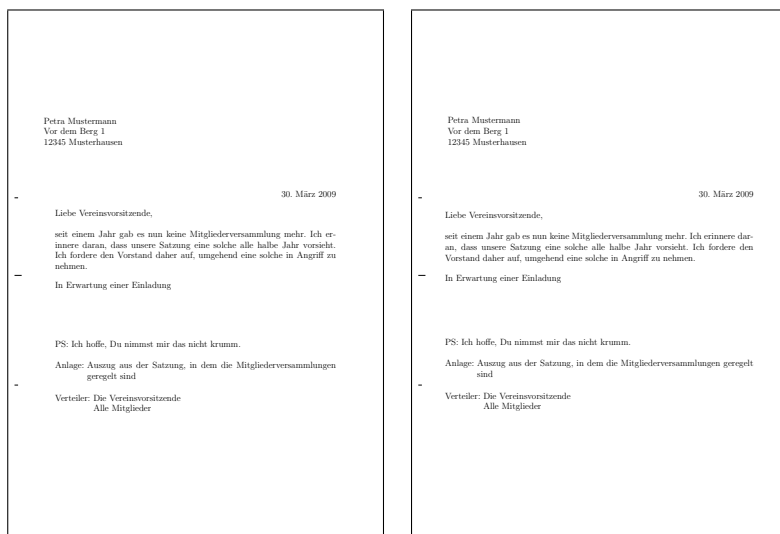 Petra Mustermann
Vor dem Berg 1
12345 Musterhausen
30. März 2009
Liebe Vereinsvorsitzende,
seit einem Jahr gab es nun keine Mitgliederversammlung mehr. Ich er-
innere daran, dass unsere Satzung eine solche alle halbe Jahr vorsieht.
Ich fordere den Vorstand daher auf, umgehend eine solche in Angriff zu
nehmen.
In Erwartung einer Einladung
PS: Ich hoffe, Du nimmst mir das nicht krumm.
Anlage: Auszug aus der Satzung, in dem die Mitgliederversammlungen
geregelt sind
Verteiler: Die Vereinsvorsitzende
Alle Mitglieder
Petra Mustermann
Vor dem Berg 1
12345 Musterhausen
30. März 2009
Liebe Vereinsvorsitzende,
seit einem Jahr gab es nun keine Mitgliederversammlung mehr. Ich erinnere dar-
an, dass unsere Satzung eine solche alle halbe Jahr vorsieht. Ich fordere den
Vorstand daher auf, umgehend eine solche in Angriff zu nehmen.
In Erwartung einer Einladung
PS: Ich hoffe, Du nimmst mir das nicht krumm.
Anlage: Auszug aus der Satzung, in dem die Mitgliederversammlungen geregelt
sind
Verteiler: Die Vereinsvorsitzende
Alle Mitglieder